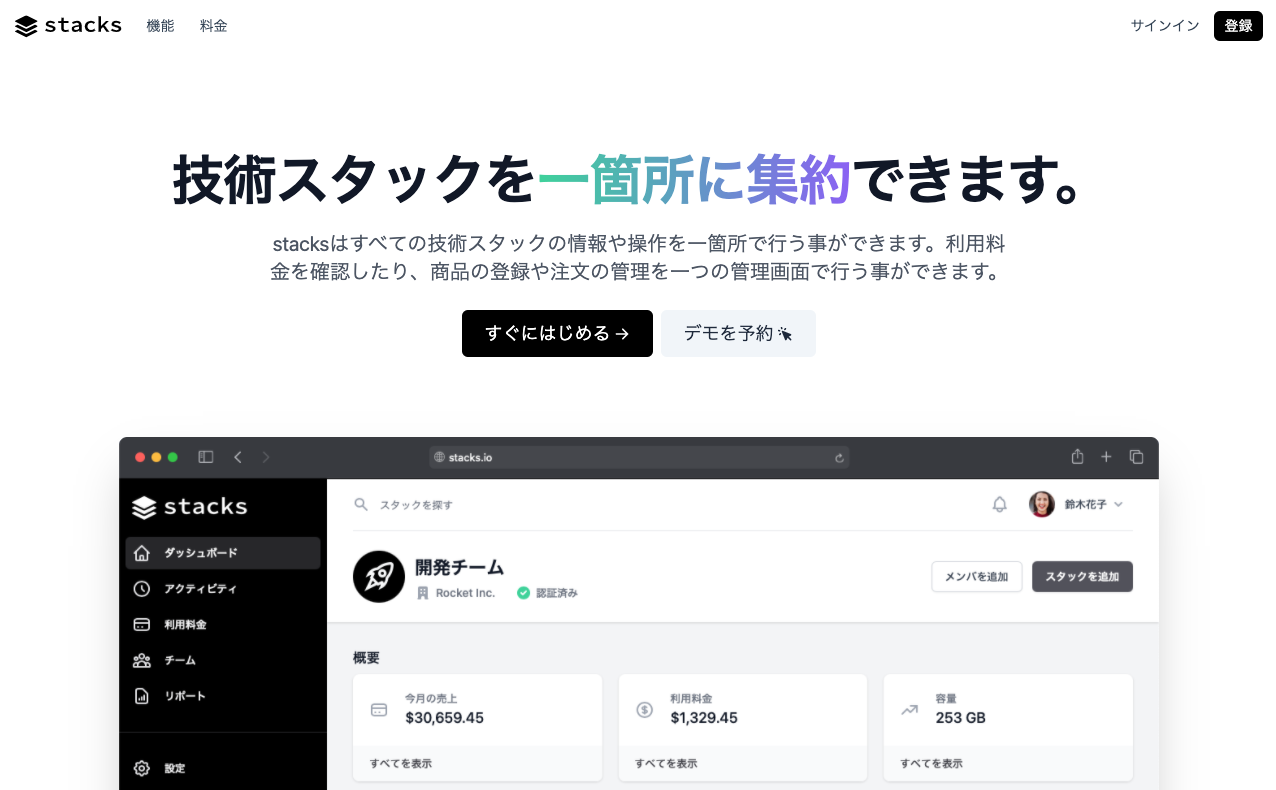 stacks 機能 料金 サインイン 登録
技術スタックを一箇所に集約できます。
stacksはすべての技術スタックの情報や操作を一箇所で行う事ができます。利用料
金を確認したり、商品の登録や注文の管理を一つの管理画面で行う事ができます。
すぐにはじめる → デモを予約
stacks.io
stacks
スタックを探す 鈴木花子
ダッシュボード
アクティビティ
利用料金
チーム
リポート
設定
開発チーム
Rocket Inc. 認証済み
メンバを追加 スタックを追加
概要
今月の売上
$30,659.45
すべてを表示
利用料金
$1,329.45
すべてを表示
容量
253 GB
すべてを表示